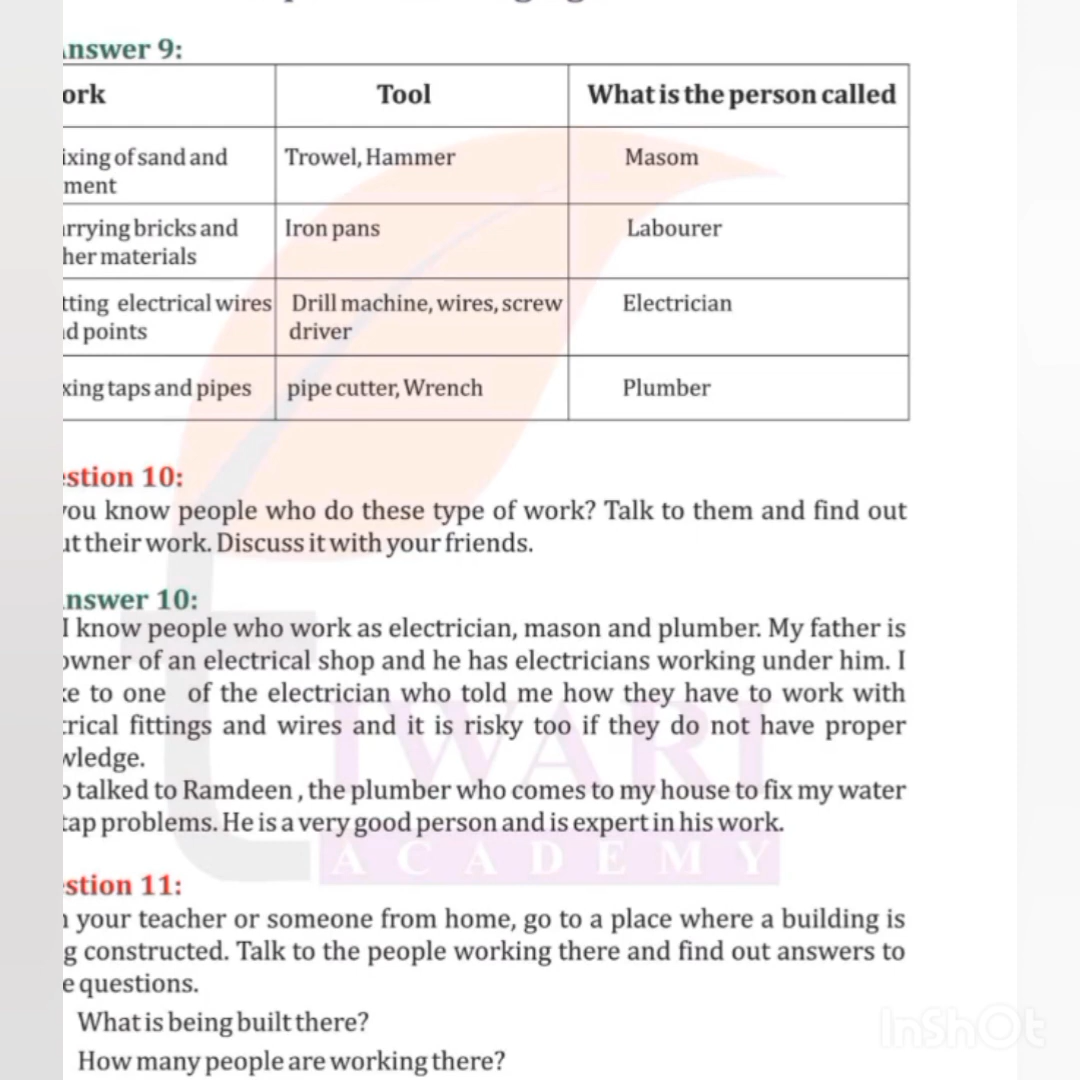 nswer 9:
ork Tool What is the person called
ixing of sand and Trowel, Hammer Masom
ment
rrying bricks and Iron pans Labourer
her materials
tting electrical wires Drill machine, wires, screw Electrician
d points driver
xing taps and pipes pipe cutter, Wrench Plumber
estion 10:
you know people who do these type of work? Talk to them and find out
ut their work. Discuss it with your friends.
nswer 10:
I know people who work as electrician, mason and plumber. My father is
owner of an electrical shop and he has electricians working under him. I
ke to one of the electrician who told me how they have to work with
trical fittings and wires and it is risky too if they do not have proper
wledge.
o talked to Ramdeen , the plumber who comes to my house to fix my water
tap problems. He is a very good person and is expert in his work.
TIWARI
ACADEMY
estion 11:
h your teacher or someone from home, go to a place where a building is
g constructed. Talk to the people working there and find out answers to
e questions.
What is being built there?
How many people are working there?
InShOt